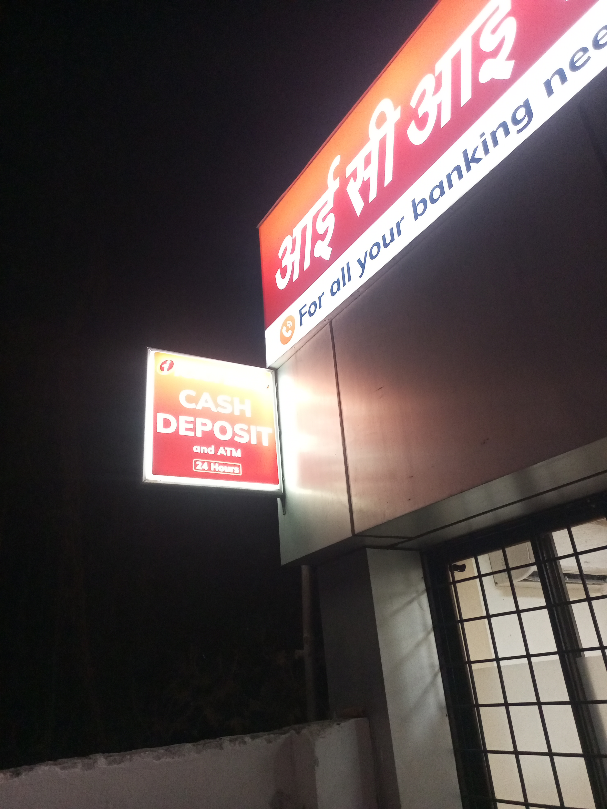 आई सी आई
For all your banking nee
CASH
DEPOSIT
and ATM
24 Hours